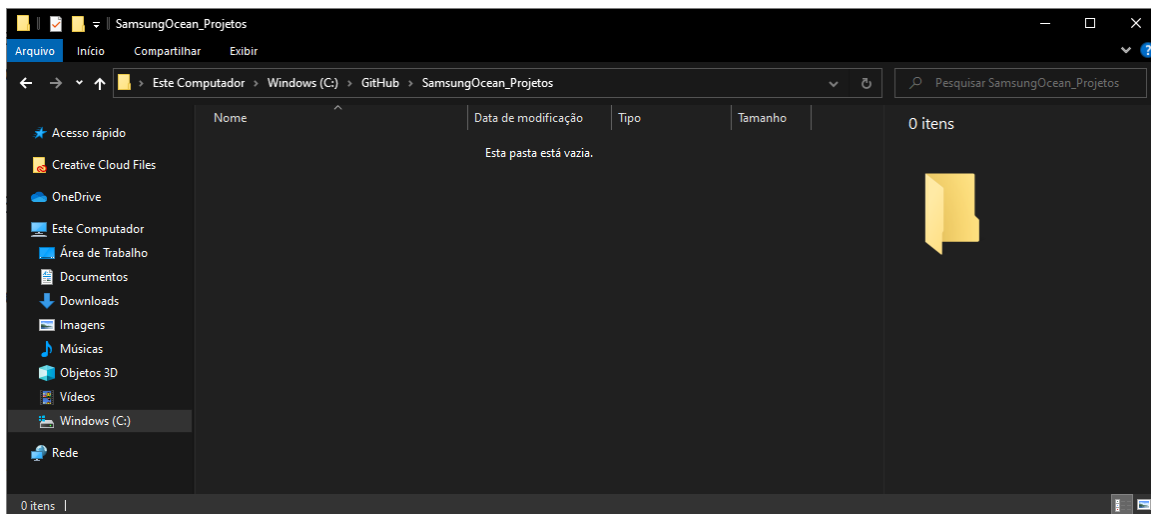 SamsungOcean_Projetos
Arquivo Início Compartilhar Exibir
Este Computador > Windows (C:) > GitHub > SamsungOcean_Projetos
Pesquisar SamsungOcean_Projetos
Acesso rápido
Creative Cloud Files
OneDrive
Este Computador
Área de Trabalho
Documentos
Downloads
Imagens
Músicas
Objetos 3D
Vídeos
Windows (C:)
Rede
Nome Data de modificação Tipo Tamanho
Esta pasta está vazia.
0 itens
0 itens